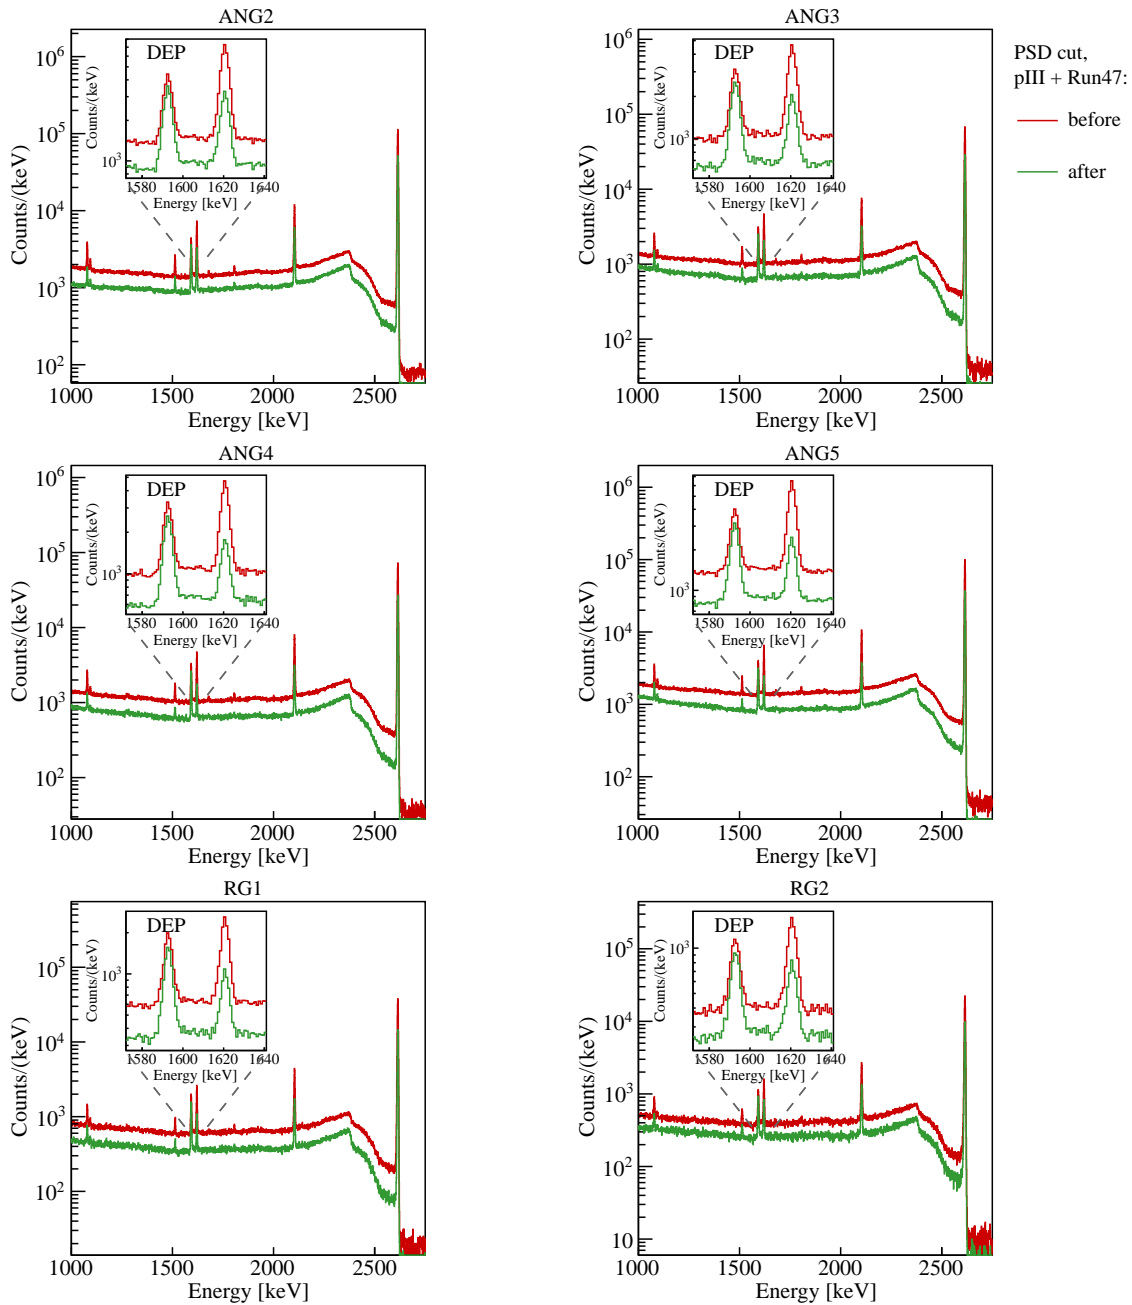 ANG2
10^6
10^5
10^4
10^3
10^2
Counts/(keV)
1000 1500 2000 2500
Energy [keV]
DEP
Counts/(keV)
10^3
1580 1600 1620 1640
Energy [keV]
ANG3
10^6
10^5
10^4
10^3
10^2
Counts/(keV)
1000 1500 2000 2500
Energy [keV]
DEP
Counts/(keV)
10^3
1580 1600 1620 1640
Energy [keV]
PSD cut,
pIII + Run47:
before
after
ANG4
10^6
10^5
10^4
10^3
10^2
Counts/(keV)
1000 1500 2000 2500
Energy [keV]
DEP
Counts/(keV)
10^3
1580 1600 1620 1640
Energy [keV]
ANG5
10^6
10^5
10^4
10^3
10^2
Counts/(keV)
1000 1500 2000 2500
Energy [keV]
DEP
Counts/(keV)
10^3
1580 1600 1620 1640
Energy [keV]
RG1
10^5
10^4
10^3
10^2
Counts/(keV)
1000 1500 2000 2500
Energy [keV]
DEP
Counts/(keV)
10^3
1580 1600 1620 1640
Energy [keV]
RG2
10^5
10^4
10^3
10^2
10
Counts/(keV)
1000 1500 2000 2500
Energy [keV]
DEP
Counts/(keV)
10^3
1580 1600 1620 1640
Energy [keV]